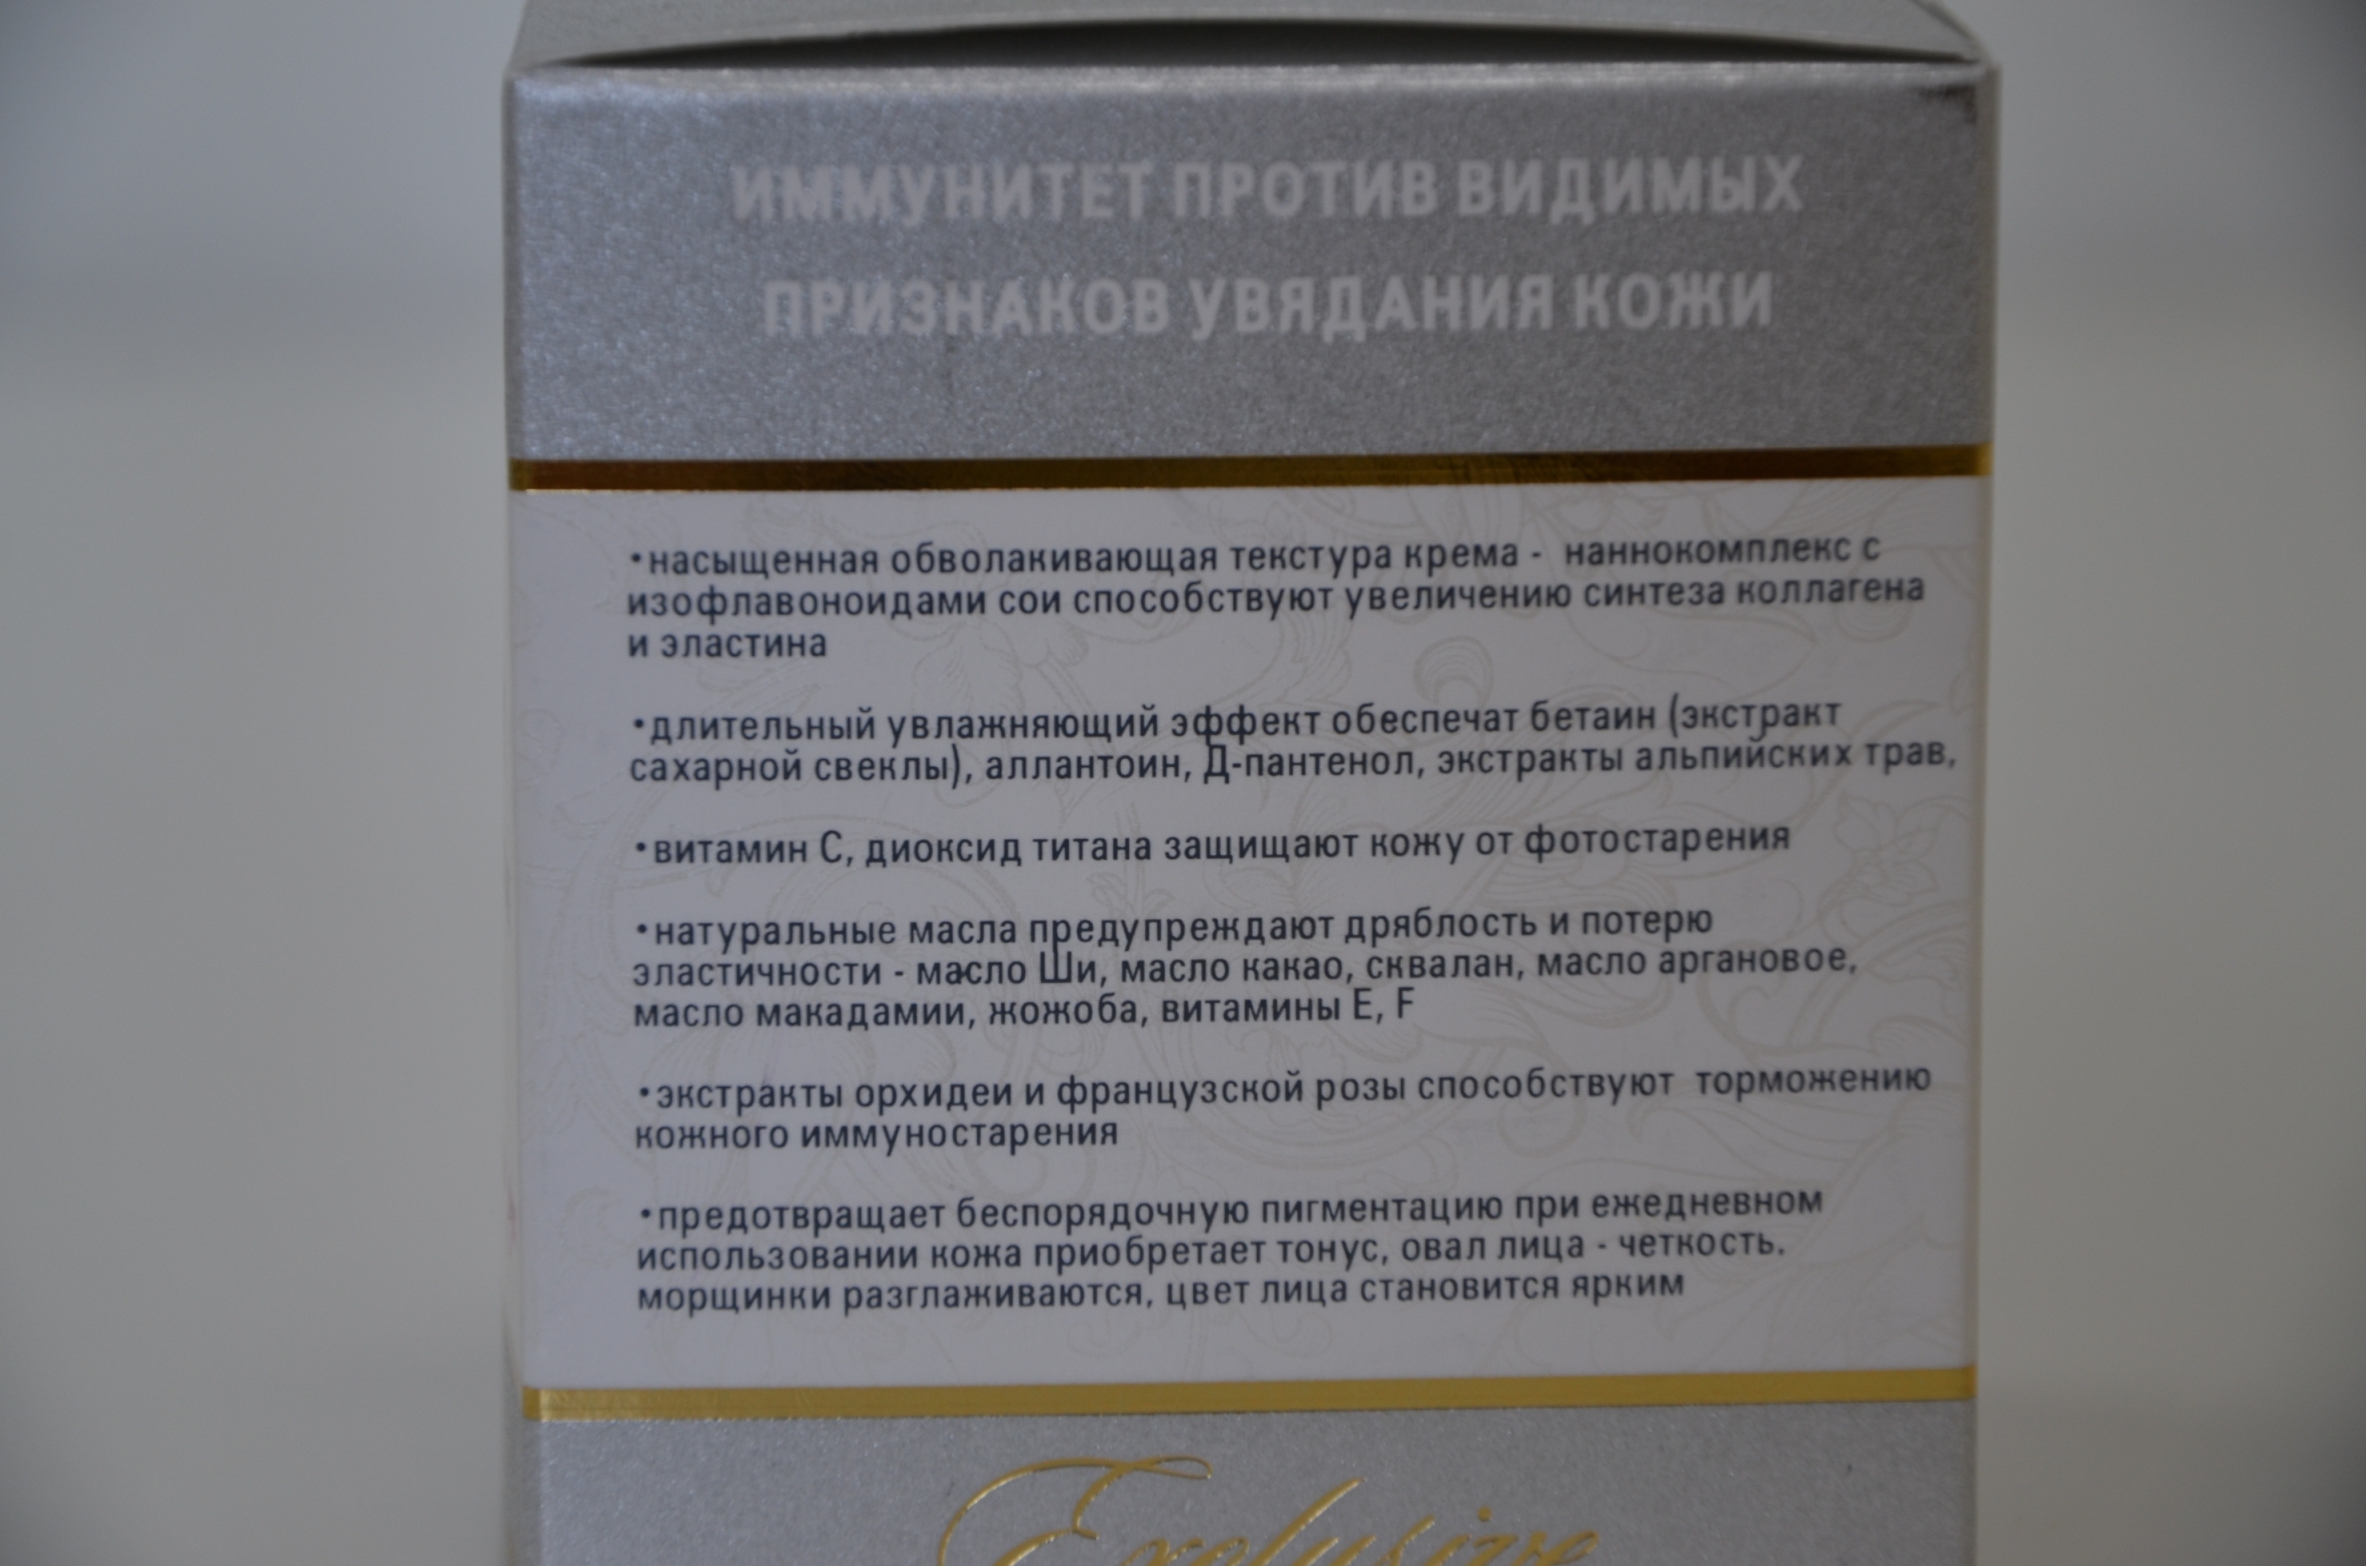 ИММУНИТЕТ ПРОТИВ ВИДИМЫХ
ПРИЗНАКОВ УВЯДАНИЯ КОЖИ
•насыщенная обволакивающая текстура крема - наннокомплекс с
изофлавоноидами сои способствуют увеличению синтеза коллагена
и эластина
•длительный увлажняющий эффект обеспечат бетаин (экстракт
сахарной свеклы), аллантоин, Д-пантенол, экстракты альпийских трав,
•витамин С, диоксид титана защищают кожу от фотостарения
•натуральные масла предупреждают дряблость и потерю
эластичности - масло Ши, масло какао, сквалан, масло аргановое,
масло макадамии, жожоба, витамины Е, F
•экстракты орхидеи и французской розы способствуют торможению
кожного иммуностарения
•предотвращает беспорядочную пигментацию при ежедневном
использовании кожа приобретает тонус, овал лица - четкость,
морщинки разглаживаются, цвет лица становится ярким
Exclusive